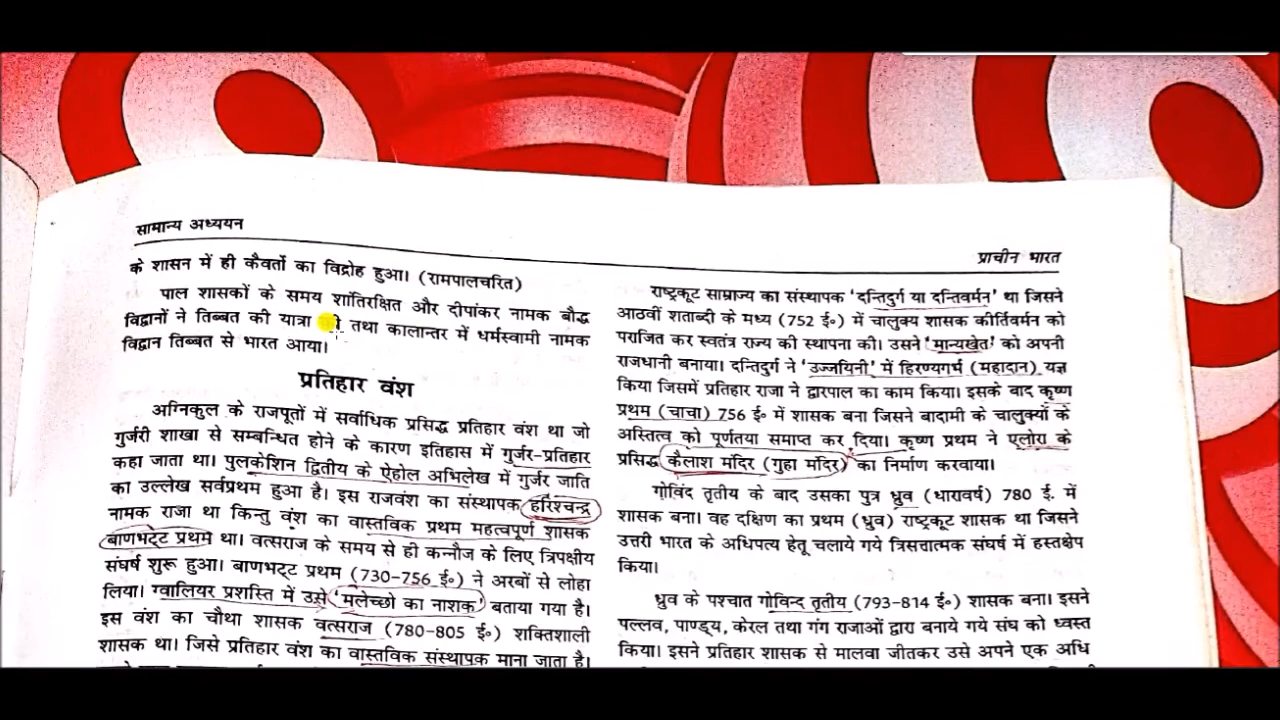 सामान्य अध्ययन
प्राचीन भारत
के शासन में ही कैवर्तो का विद्रोह हुआ। (रामपालचरित)
पाल शासकों के समय शांतिरक्षित और दीपांकर नामक बौद्ध
विद्वानों ने तिब्बत की यात्रा की तथा कालान्तर में धर्मस्वामी नामक
विद्वान तिब्बत से भारत आया।
प्रतिहार वंश
अग्निकुल के राजपूतों में सर्वाधिक प्रसिद्ध प्रतिहार वंश था जो
गुर्जरी शाखा से सम्बन्धित होने के कारण इतिहास में गुर्जर-प्रतिहार
कहा जाता था। पुलकेशिन द्वितीय के ऐहोल अभिलेख में गुर्जर जाति
का उल्लेख सर्वप्रथम हुआ है। इस राजवंश का संस्थापक हरिश्चन्द्र
नामक राजा था किन्तु वंश का वास्तविक प्रथम महत्वपूर्ण शासक
बाणभट्ट प्रथम था। वत्सराज के समय से ही कन्नौज के लिए त्रिपक्षीय
संघर्ष शुरू हुआ। बाणभट्ट प्रथम (730-756 ई०) ने अरबों से लोहा
लिया। ग्वालियर प्रशस्ति में उसे 'मलेच्छो का नाशक' बताया गया है।
इस वंश का चौथा शासक वत्सराज (780-805 ई०) शक्तिशाली
शासक था। जिसे प्रतिहार वंश का वास्तविक संस्थापक माना जाता है।
राष्ट्रकूट साम्राज्य का संस्थापक 'दन्तिदुर्ग या दन्तिवर्मन' था जिसने
आठवीं शताब्दी के मध्य (752 ई०) में चालुक्य शासक कीर्तिवर्मन को
पराजित कर स्वतंत्र राज्य की स्थापना की। उसने 'मान्यखेत' को अपनी
राजधानी बनाया। दन्तिदुर्ग ने 'उज्जयिनी' में हिरण्यगर्भ (महादान) यज्ञ
किया जिसमें प्रतिहार राजा ने द्वारपाल का काम किया। इसके बाद कृष्ण
प्रथम (चाचा) 756 ई० में शासक बना जिसने बादामी के चालुक्यों के
अस्तित्व को पूर्णतया समाप्त कर दिया। कृष्ण प्रथम ने एलोरा के
प्रसिद्ध कैलाश मंदिर (गुहा मंदिर) का निर्माण करवाया।
गोविंद तृतीय के बाद उसका पुत्र ध्रुव (धारावर्ष) 780 ई. में
शासक बना। वह दक्षिण का प्रथम (ध्रुव) राष्ट्रकूट शासक था जिसने
उत्तरी भारत के अधिपत्य हेतू चलाये गये त्रिसत्तात्मक संघर्ष में हस्तक्षेप
किया।
ध्रुव के पश्चात गोविन्द तृतीय (793-814 ई०) शासक बना। इसने
पल्लव, पाण्ड्य, केरल तथा गंग राजाओं द्वारा बनाये गये संघ को ध्वस्त
किया। इसने प्रतिहार शासक से मालवा जीतकर उसे अपने एक अधि